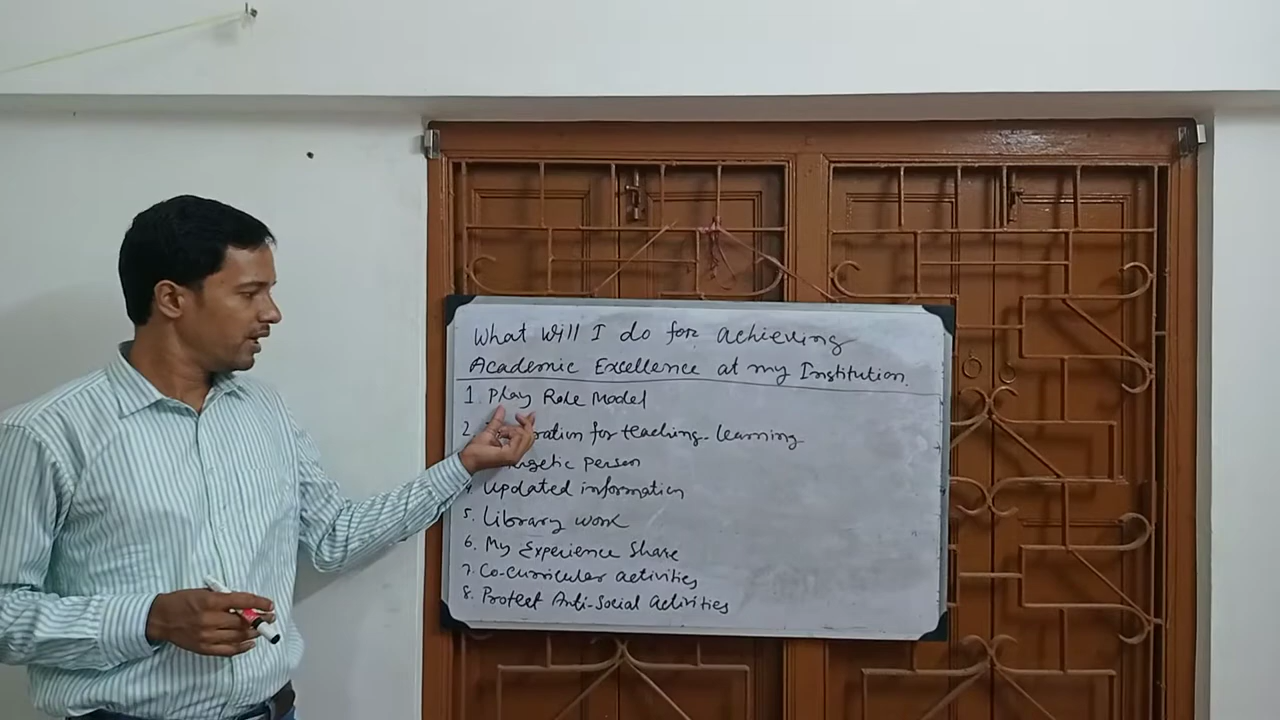 What will I do for achieving
Academic Excellence at my Institution.
1. Play Role Model
2. for teaching-learning
person
4. Updated information
5. Library work
6. My Experience Share
7. Co-curricular activities
8. Protect Anti-Social activities